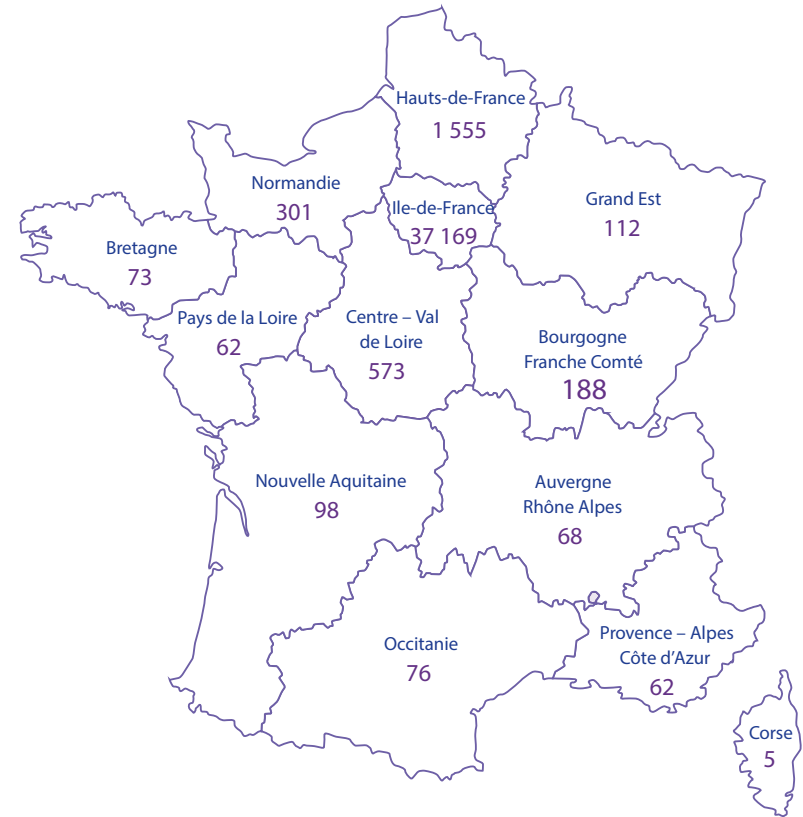 Hauts-de-France
1 555
Normandie
301
Ile-de-France
37 169
Grand Est
112
Bretagne
73
Pays de la Loire
62
Centre – Val
de Loire
573
Bourgogne
Franche Comté
188
Nouvelle Aquitaine
98
Auvergne
Rhône Alpes
68
Occitanie
76
Provence – Alpes
Côte d'Azur
62
Corse
5